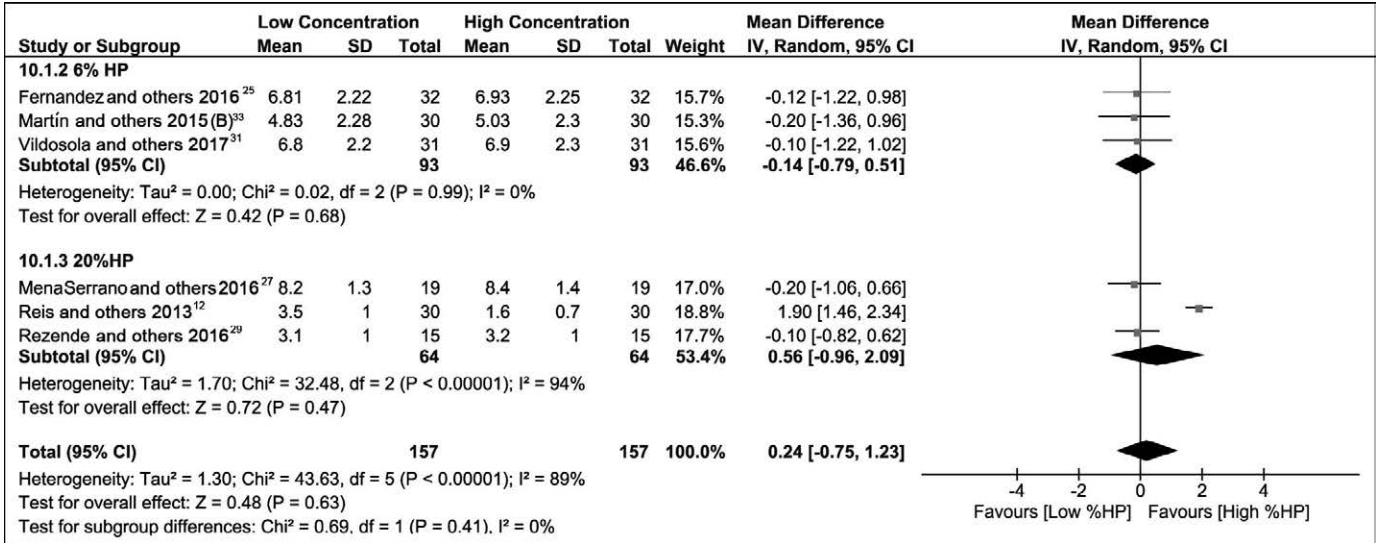 Low Concentration High Concentration Mean Difference Mean Difference
Study or Subgroup Mean SD Total Mean SD Total Weight IV, Random, 95% CI IV, Random, 95% CI
10.1.2 6% HP
Fernandez and others 2016 25 6.81 2.22 32 6.93 2.25 32 15.7% -0.12 [-1.22, 0.98]
Martín and others 2015 (B)33 4.83 2.28 30 5.03 2.3 30 15.3% -0.20 [-1.36, 0.96]
Vildosola and others 2017 31 6.8 2.2 31 6.9 2.3 31 15.6% -0.10 [-1.22, 1.02]
Subtotal (95% CI) 93 93 46.6% -0.14 [-0.79, 0.51]
Heterogeneity: Tau² = 0.00; Chi² = 0.02, df = 2 (P = 0.99); I² = 0%
Test for overall effect: Z = 0.42 (P = 0.68)
10.1.3 20%HP
MenaSerrano and others 2016 27 8.2 1.3 19 8.4 1.4 19 17.0% -0.20 [-1.06, 0.66]
Reis and others 2013 12 3.5 1 30 1.6 0.7 30 18.8% 1.90 [1.46, 2.34]
Rezende and others 2016 29 3.1 1 15 3.2 1 15 17.7% -0.10 [-0.82, 0.62]
Subtotal (95% CI) 64 64 53.4% 0.56 [-0.96, 2.09]
Heterogeneity: Tau² = 1.70; Chi² = 32.48, df = 2 (P < 0.00001); I² = 94%
Test for overall effect: Z = 0.72 (P = 0.47)
Total (95% CI) 157 157 100.0% 0.24 [-0.75, 1.23]
Heterogeneity: Tau² = 1.30; Chi² = 43.63, df = 5 (P < 0.00001); I² = 89%
Test for overall effect: Z = 0.48 (P = 0.63)
Test for subgroup differences: Chi² = 0.69, df = 1 (P = 0.41), I² = 0%
-4 -2 0 2 4
Favours [Low %HP] Favours [High %HP]